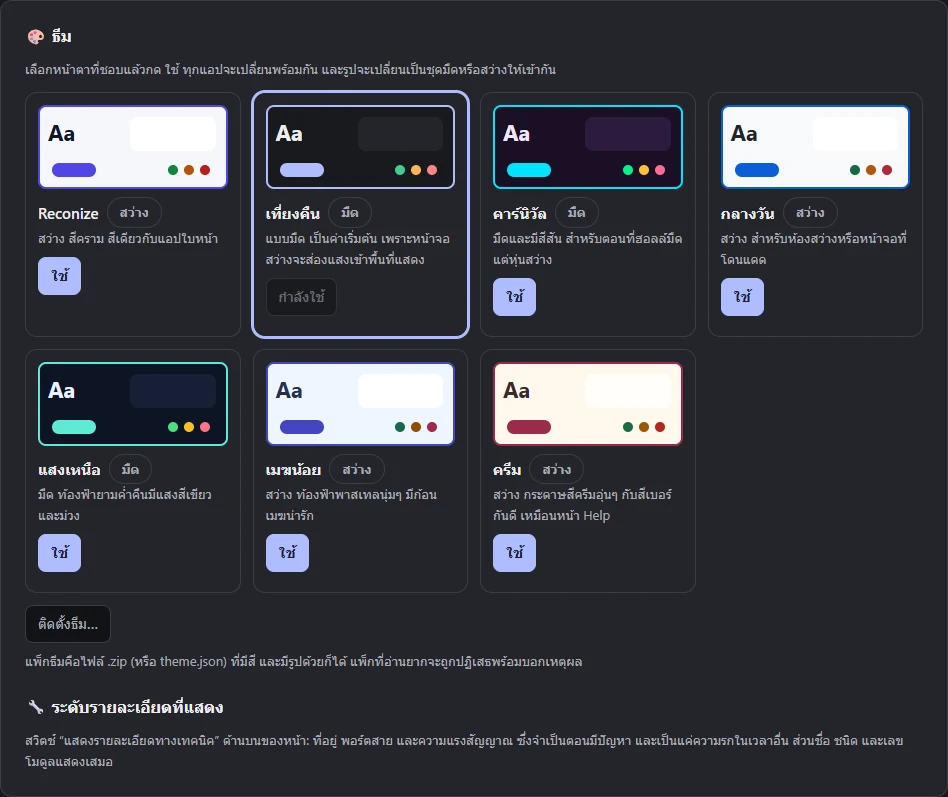 🎨 ธีม
เลือกหน้าตาที่ชอบแล้วกด ใช้ ทุกแอปจะเปลี่ยนพร้อมกัน และรูปจะเปลี่ยนเป็นชุดมืดหรือสว่างให้เข้ากัน
Aa
Reconize สว่าง
สว่าง สีคราม สีเดียวกับแอปใบหน้า
ใช้
Aa
เที่ยงคืน มืด
แบบมืด เป็นค่าเริ่มต้น เพราะหน้าจอ
สว่างจะส่องแสงเข้าพื้นที่แสดง
กำลังใช้
Aa
คาร์นิวัล มืด
มืดและมีสีสัน สำหรับตอนที่ฮอลล์มืด
แต่หุ่นสว่าง
ใช้
Aa
กลางวัน สว่าง
สว่าง สำหรับห้องสว่างหรือหน้าจอที่
โดนแดด
ใช้
Aa
แสงเหนือ มืด
มืด ท้องฟ้ายามค่ำคืนมีแสงสีเขียว
และม่วง
ใช้
Aa
เมฆน้อย สว่าง
สว่าง ท้องฟ้าพาสเทลนุ่มๆ มีก้อน
เมฆน่ารัก
ใช้
Aa
ครีม สว่าง
สว่าง กระดาษสีครีมอุ่นๆ กับสีเบอร์
กันดี เหมือนหน้า Help
ใช้
ติดตั้งธีม...
แพ็กธีมคือไฟล์ .zip (หรือ theme.json) ที่มีสี และมีรูปด้วยก็ได้ แพ็กที่อ่านยากจะถูกปฏิเสธพร้อมบอกเหตุผล
🔧 ระดับรายละเอียดที่แสดง
สวิตช์ “แสดงรายละเอียดทางเทคนิค” ด้านบนของหน้า: ที่อยู่ พอร์ตสาย และความแรงสัญญาณ ซึ่งจำเป็นตอนมีปัญหา และเป็นแค่ความรกในเวลาอื่น ส่วนชื่อ ชนิด และเลข
โมดูลแสดงเสมอ